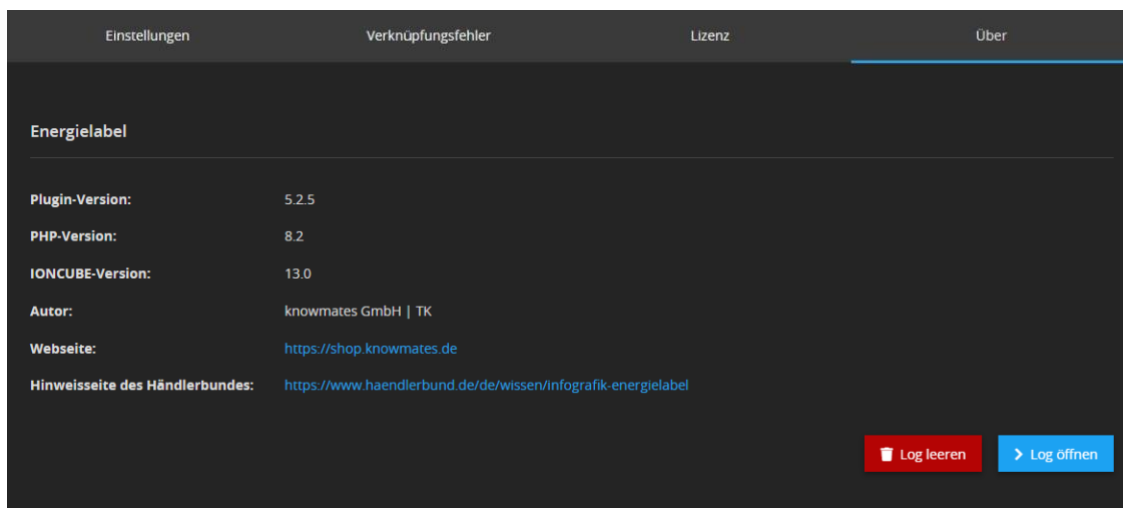 Einstellungen Verknüpfungsfehler Lizenz Über
Energielabel
Plugin-Version: 5.2.5
PHP-Version: 8.2
IONCUBE-Version: 13.0
Autor: knowmates GmbH | TK
Webseite: https://shop.knowmates.de
Hinweisseite des Händlerbundes: https://www.haendlerbund.de/de/wissen/infografik-energielabel
Log leeren Log öffnen